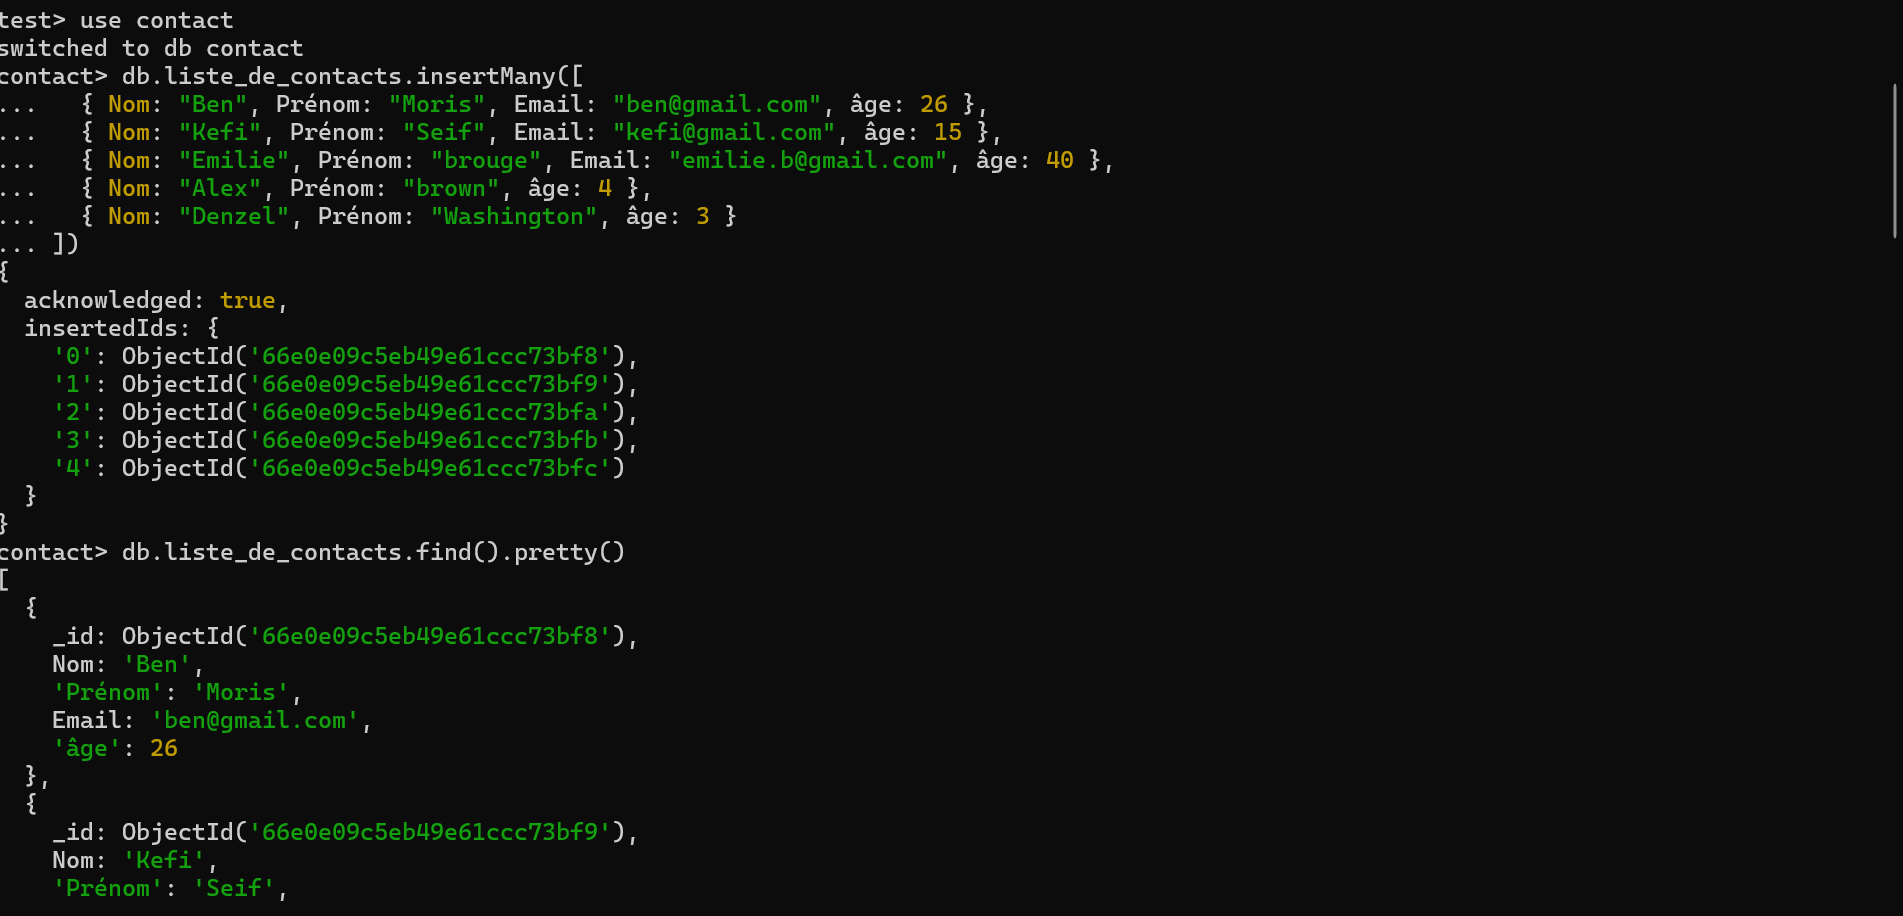 test> use contact
switched to db contact
contact> db.liste_de_contacts.insertMany([
...   { Nom: "Ben", Prénom: "Moris", Email: "ben@gmail.com", âge: 26 },
...   { Nom: "Kefi", Prénom: "Seif", Email: "kefi@gmail.com", âge: 15 },
...   { Nom: "Emilie", Prénom: "brouge", Email: "emilie.b@gmail.com", âge: 40 },
...   { Nom: "Alex", Prénom: "brown", âge: 4 },
...   { Nom: "Denzel", Prénom: "Washington", âge: 3 }
... ])
{
  acknowledged: true,
  insertedIds: {
    '0': ObjectId('66e0e09c5eb49e61ccc73bf8'),
    '1': ObjectId('66e0e09c5eb49e61ccc73bf9'),
    '2': ObjectId('66e0e09c5eb49e61ccc73bfa'),
    '3': ObjectId('66e0e09c5eb49e61ccc73bfb'),
    '4': ObjectId('66e0e09c5eb49e61ccc73bfc')
  }
}
contact> db.liste_de_contacts.find().pretty()
[
  {
    _id: ObjectId('66e0e09c5eb49e61ccc73bf8'),
    Nom: 'Ben',
    'Prénom': 'Moris',
    Email: 'ben@gmail.com',
    'âge': 26
  },
  {
    _id: ObjectId('66e0e09c5eb49e61ccc73bf9'),
    Nom: 'Kefi',
    'Prénom': 'Seif',